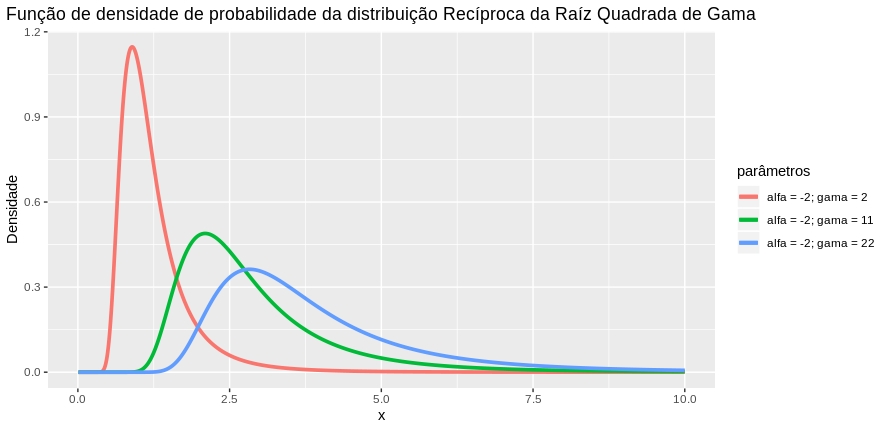 Função de densidade de probabilidade da distribuição Recíproca da Raíz Quadrada de Gama
1.2
0.9
0.6
0.3
0.0
Densidade
0.0 2.5 5.0 7.5 10.0
x
parâmetros
alfa = -2; gama = 2
alfa = -2; gama = 11
alfa = -2; gama = 22